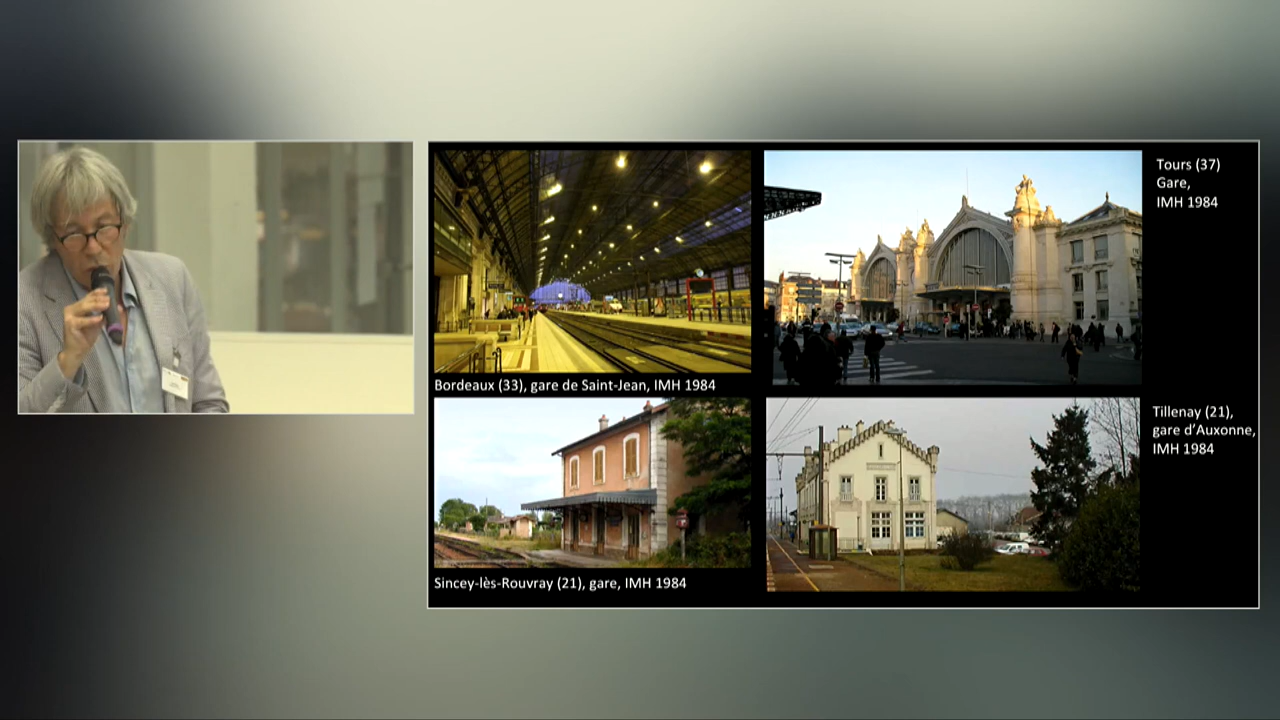 Bordeaux (33), gare de Saint-Jean, IMH 1984
Tours (37)
Gare,
IMH 1984
Sincey-lès-Rouvray (21), gare, IMH 1984
Tillenay (21),
gare d’Auxonne,
IMH 1984